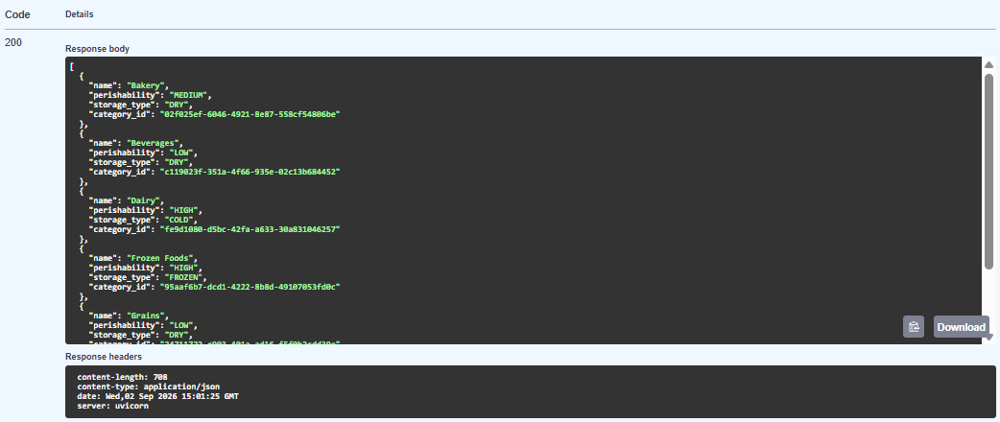 Code Details
200
Response body
[
  {
    "name": "Bakery",
    "perishability": "MEDIUM",
    "storage_type": "DRY",
    "category_id": "02f025ef-6046-4921-8e87-558cf54806be"
  },
  {
    "name": "Beverages",
    "perishability": "LOW",
    "storage_type": "DRY",
    "category_id": "c119023f-351a-4f66-935e-02c13b684452"
  },
  {
    "name": "Dairy",
    "perishability": "HIGH",
    "storage_type": "COLD",
    "category_id": "fe9d1080-d5bc-42fa-a633-30a831046257"
  },
  {
    "name": "Frozen Foods",
    "perishability": "HIGH",
    "storage_type": "FROZEN",
    "category_id": "95aaf6b7-dcd1-4222-8b8d-49107053fd0c"
  },
  {
    "name": "Grains",
    "perishability": "LOW",
    "storage_type": "DRY",
    "category_id":
Download
Response headers
content-length: 708
content-type: application/json
date: Wed,02 Sep 2026 15:01:25 GMT
server: uvicorn